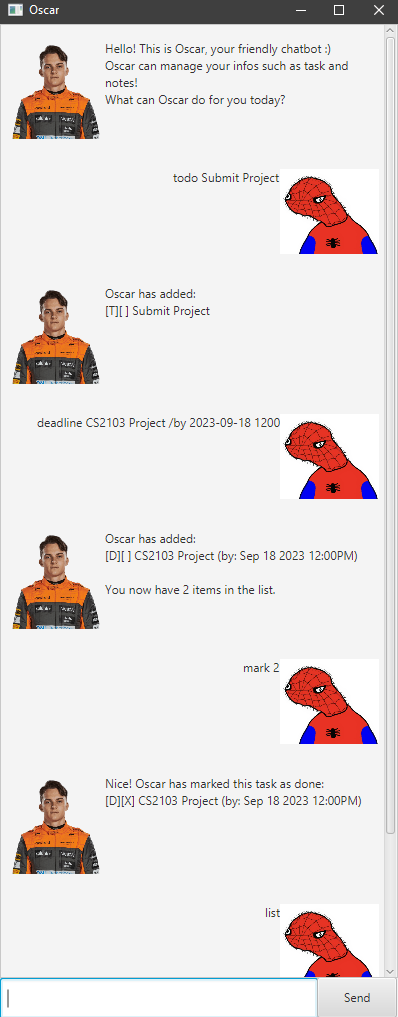 Oscar
Hello! This is Oscar, your friendly chatbot :)
Oscar can manage your infos such as task and
notes!
What can Oscar do for you today?
todo Submit Project
Oscar has added:
[T][ ] Submit Project
deadline CS2103 Project /by 2023-09-18 1200
Oscar has added:
[D][ ] CS2103 Project (by: Sep 18 2023 12:00PM)
You now have 2 items in the list.
mark 2
Nice! Oscar has marked this task as done:
[D][X] CS2103 Project (by: Sep 18 2023 12:00PM)
list
Send